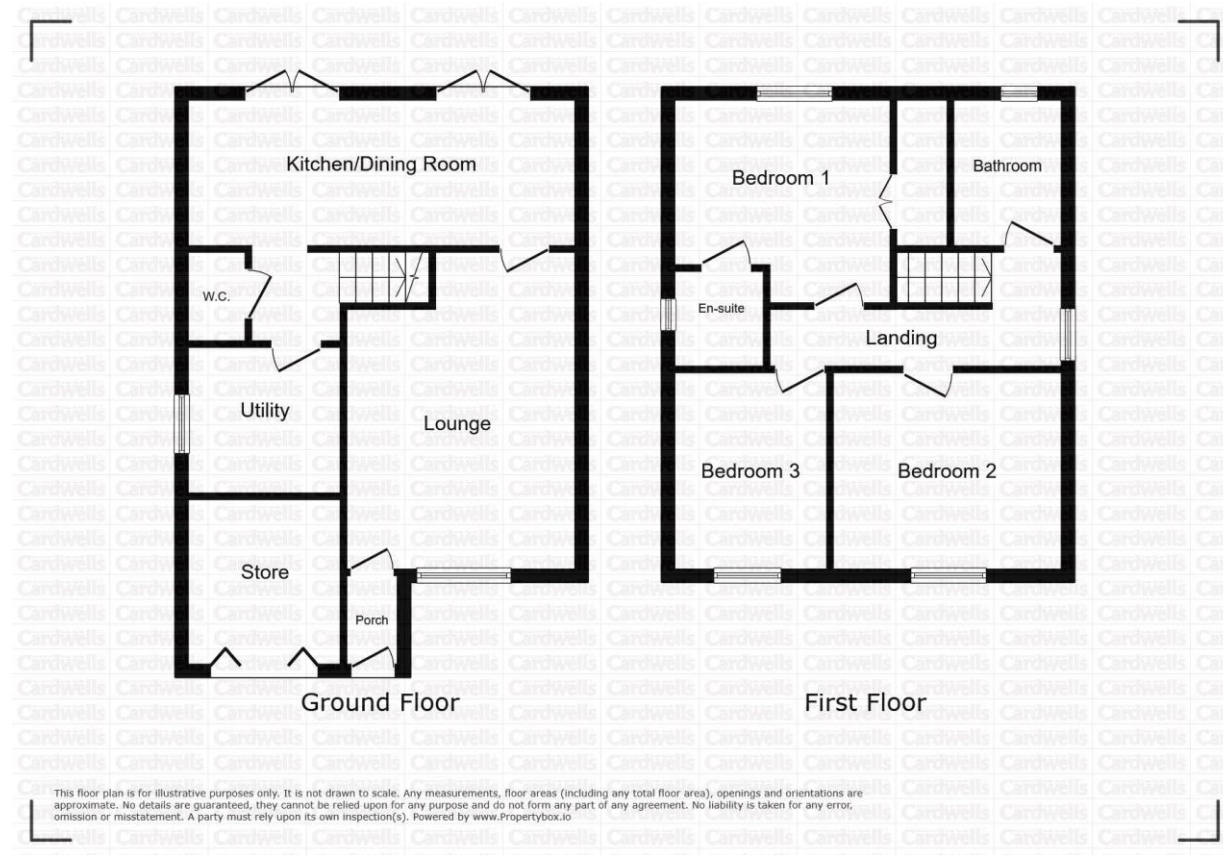 Kitchen/Dining Room
W.C.
Utility
Lounge
Store
Porch
Ground Floor
Bedroom 1
Bathroom
En-suite
Landing
Bedroom 3
Bedroom 2
First Floor
Cardwells
This floor plan is for illustrative purposes only. It is not drawn to scale. Any measurements, floor areas (including any total floor area), openings and orientations are
approximate. No details are guaranteed, they cannot be relied upon for any purpose and do not form any part of any agreement. No liability is taken for any error,
omission or misstatement. A party must rely upon its own inspection(s). Powered by www.Propertybox.io